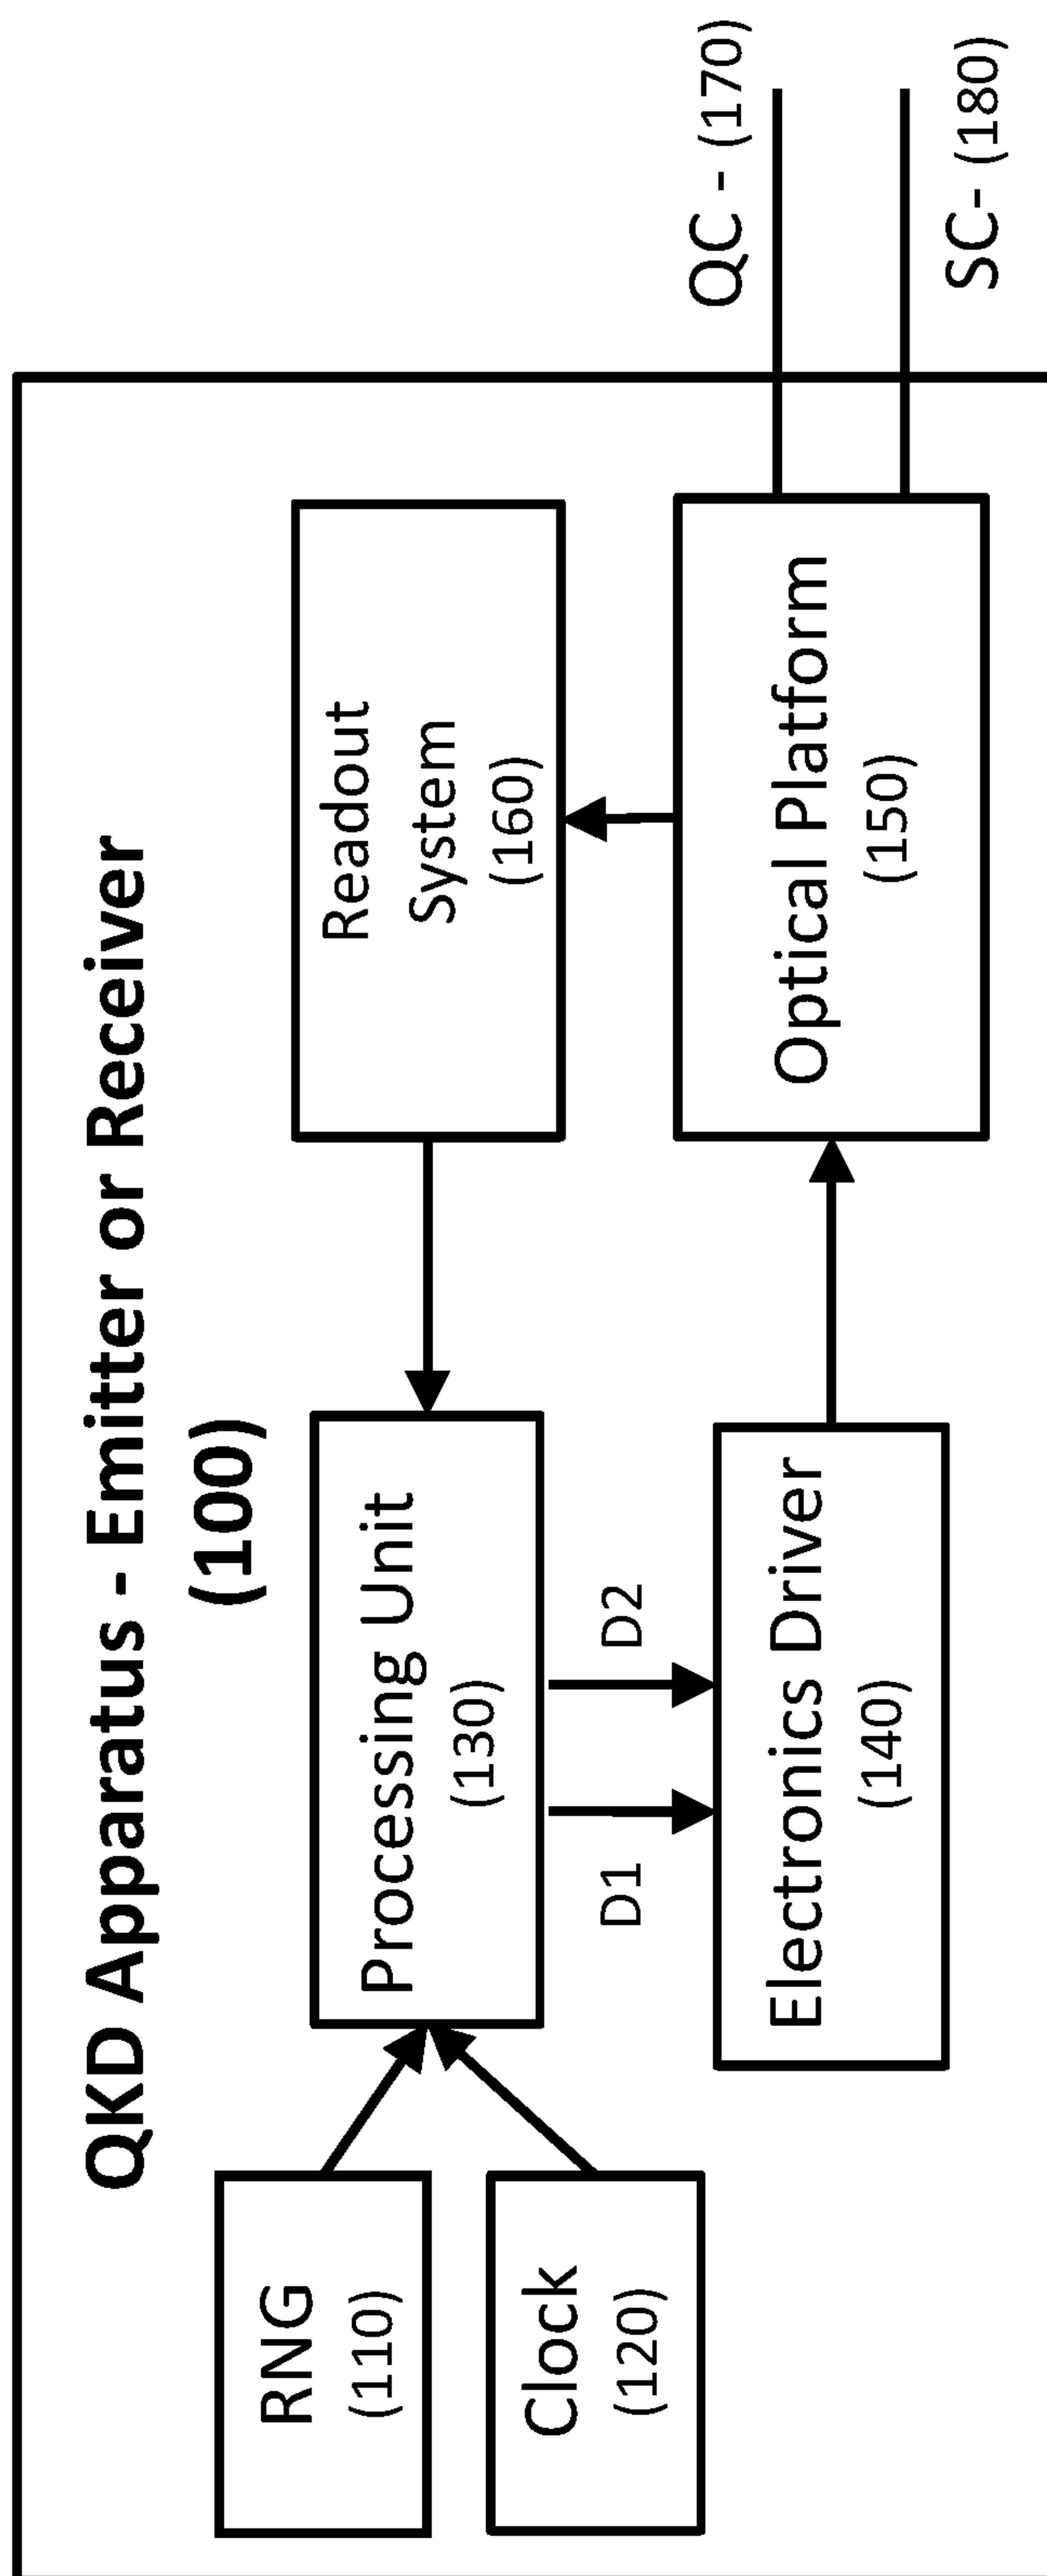 QKD Apparatus - Emitter or Receiver
(100)
RNG
(110)
Clock
(120)
Processing Unit
(130)
D1
D2
Electronics Driver
(140)
Readout
System
(160)
Optical Platform
(150)
QC - (170)
SC- (180)